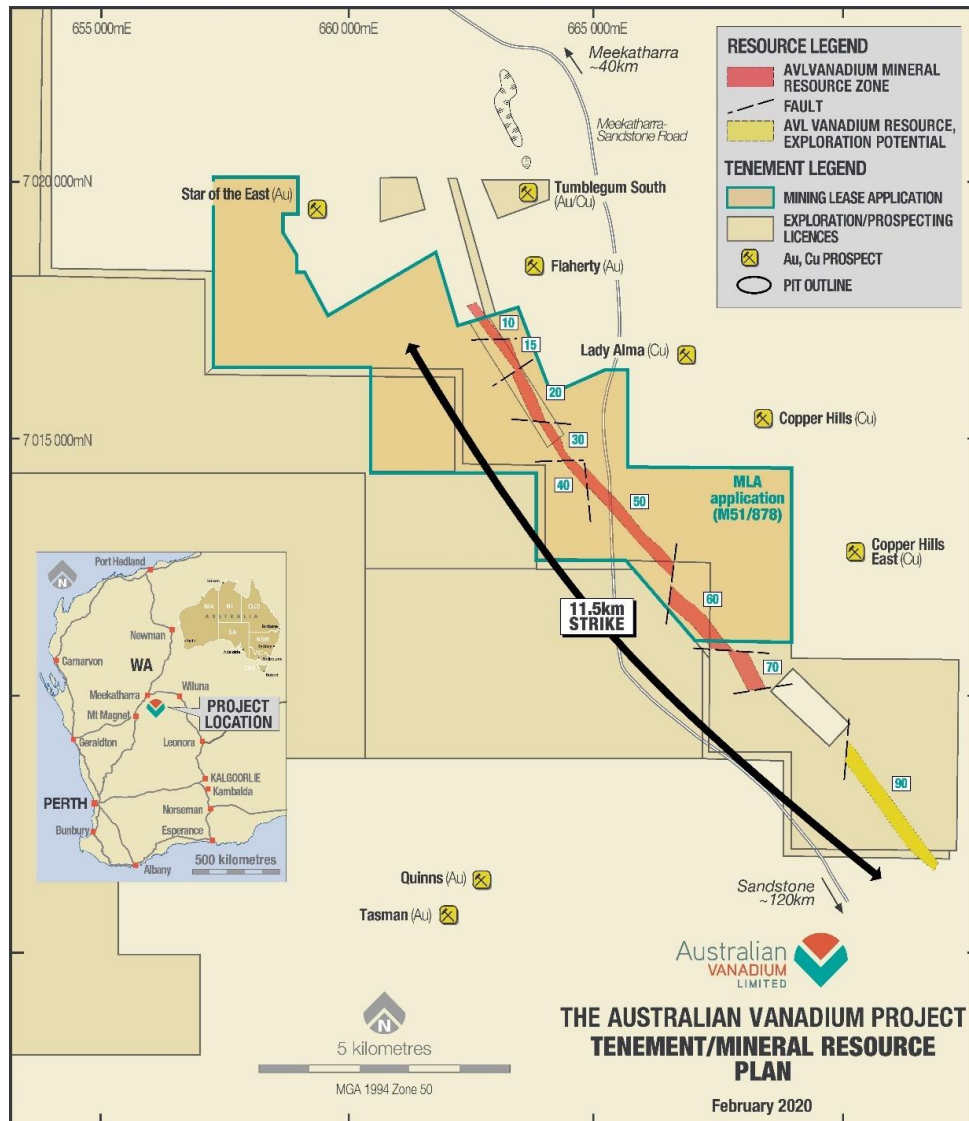 655 000mE
660 000mE
665 000mE
Meekatharra
~40km
Meekatharra-
Sandstone Road
RESOURCE LEGEND
AVLVANADIUM MINERAL
RESOURCE ZONE
FAULT
AVL VANADIUM RESOURCE,
EXPLORATION POTENTIAL
TENEMENT LEGEND
MINING LEASE APPLICATION
EXPLORATION/PROSPECTING
LICENCES
Au, Cu PROSPECT
PIT OUTLINE
7 020 000mN
Star of the East (Au)
Tumblegum South
(Au/Cu)
Flaherty (Au)
10
15
Lady Alma (Cu)
20
Copper Hills (Cu)
7 015 000mN
30
40
50
MLA
application
(M51/878)
Copper Hills
East (Cu)
60
11.5km
STRIKE
70
90
N
Port Hedland
Newman
WA
Carnarvon
Meekatharra
Wiluna
Mt Magnet
PROJECT
LOCATION
Geraldton
Leonora
KALGOORLIE
Kambalda
PERTH
Norseman
Bunbury
Esperance
Albany
500 kilometres
WA
NT
QLD
AUSTRALIA
SA
NSW
Quinns (Au)
Tasman (Au)
Sandstone
~120km
Australian
VANADIUM
LIMITED
N
5 kilometres
MGA 1994 Zone 50
THE AUSTRALIAN VANADIUM PROJECT
TENEMENT/MINERAL RESOURCE
PLAN
February 2020